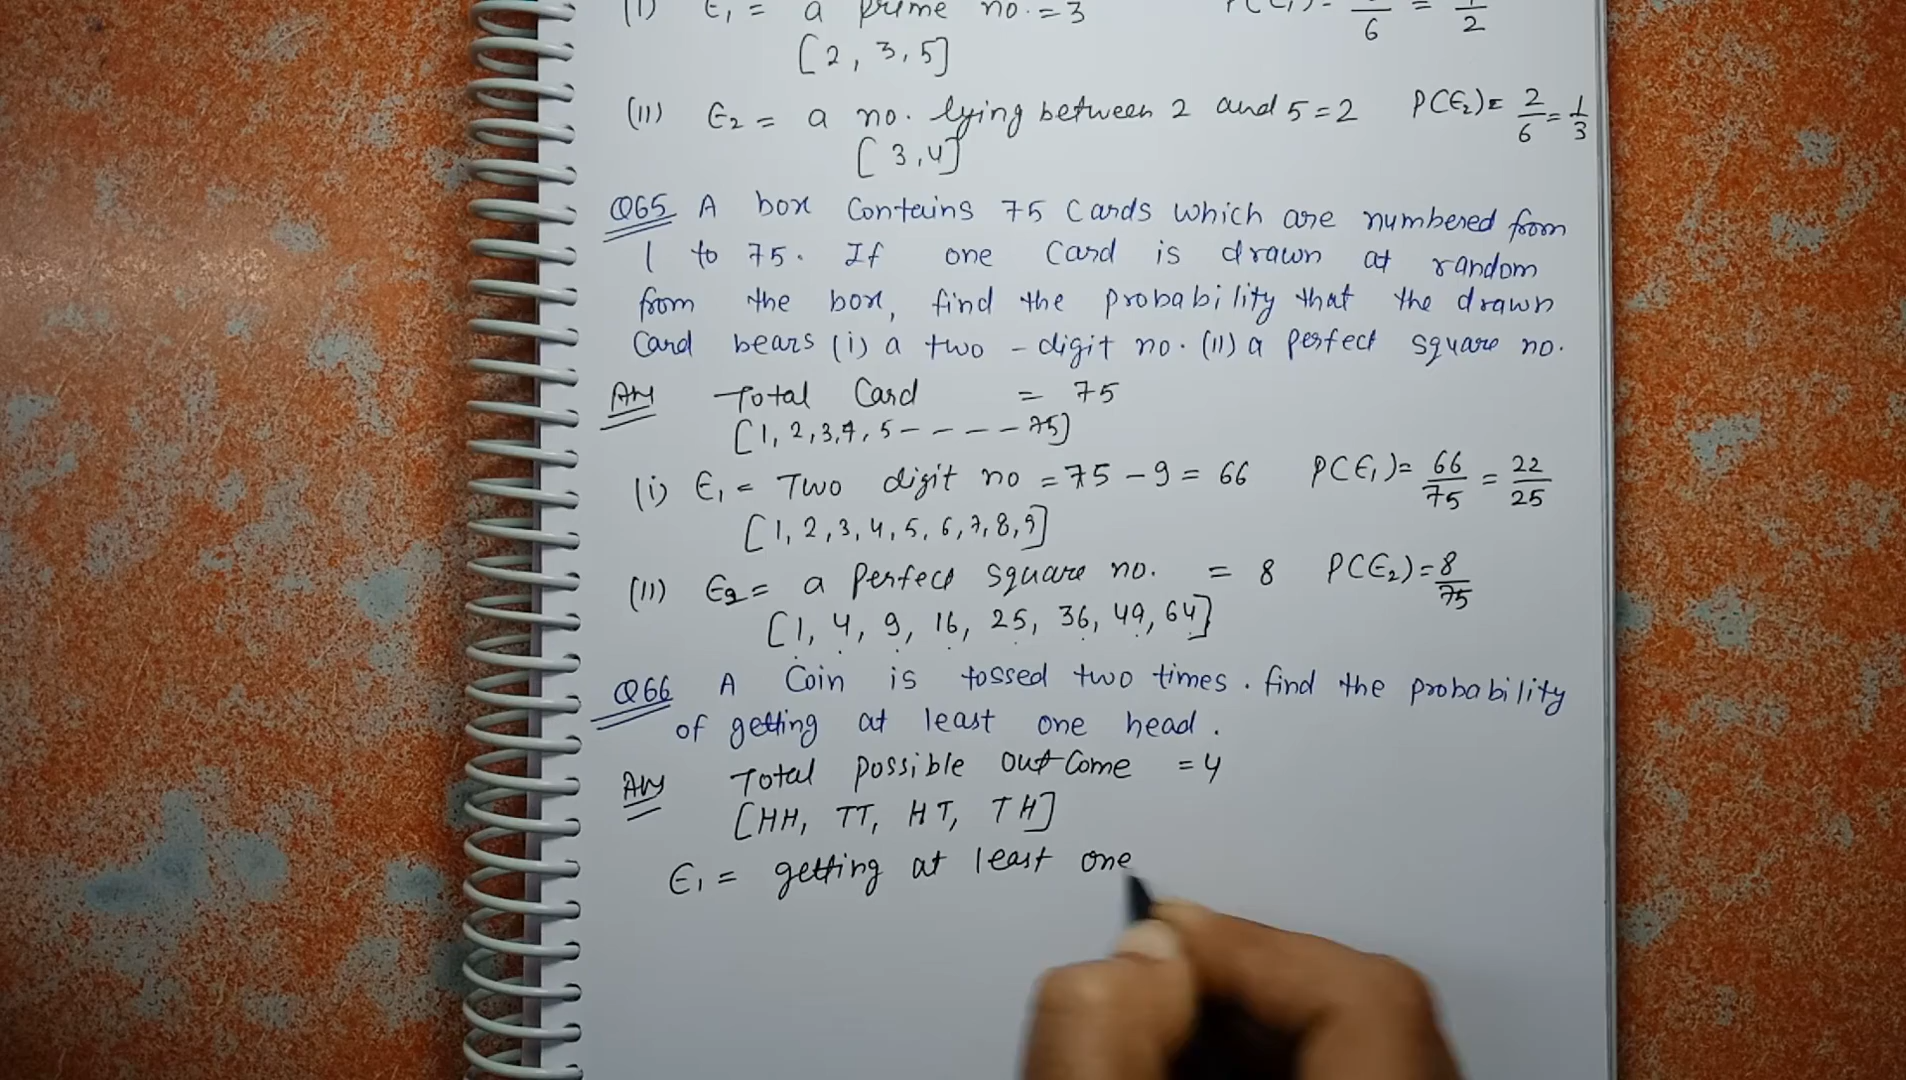 (i) E₁ = a prime no. = 3 P(E₁) = /6 = 1/2
[2, 3, 5]
(ii) E₂ = a no. lying between 2 and 5 = 2 P(E₂) = 2/6 = 1/3
[3, 4]
Q65 A box contains 75 cards which are numbered from
1 to 75. If one card is drawn at random
from the box, find the probability that the drawn
card bears (i) a two-digit no. (ii) a perfect square no.
Ans Total Card = 75
[1, 2, 3, 4, 5 - - - - 75]
(i) E₁ = Two digit no = 75 - 9 = 66 P(E₁) = 66/75 = 22/25
[1, 2, 3, 4, 5, 6, 7, 8, 9]
(ii) E₂ = a perfect square no. = 8 P(E₂) = 8/75
[1, 4, 9, 16, 25, 36, 49, 64]
Q66 A Coin is tossed two times. find the probability
of getting at least one head.
Ans Total possible outcome = 4
[HH, TT, HT, TH]
E₁ = getting at least one